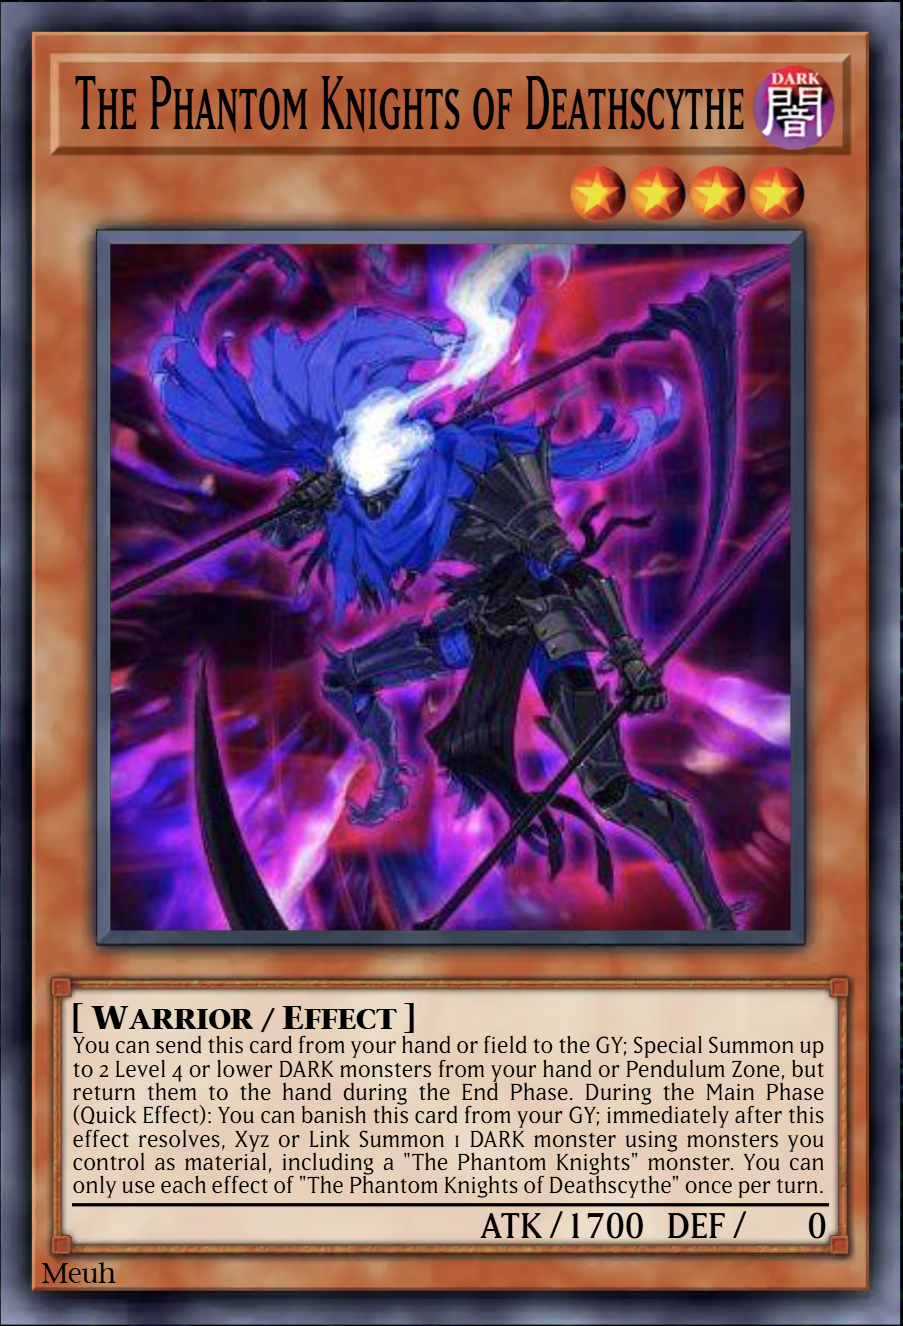 The Phantom Knights of Deathscythe
DARK
闇
[ Warrior / Effect ]
You can send this card from your hand or field to the GY; Special Summon up
to 2 Level 4 or lower DARK monsters from your hand or Pendulum Zone, but
return them to the hand during the End Phase. During the Main Phase
(Quick Effect): You can banish this card from your GY; immediately after this
effect resolves, Xyz or Link Summon 1 DARK monster using monsters you
control as material, including a "The Phantom Knights" monster. You can
only use each effect of "The Phantom Knights of Deathscythe" once per turn.
ATK / 1700 DEF / 0
Meuh